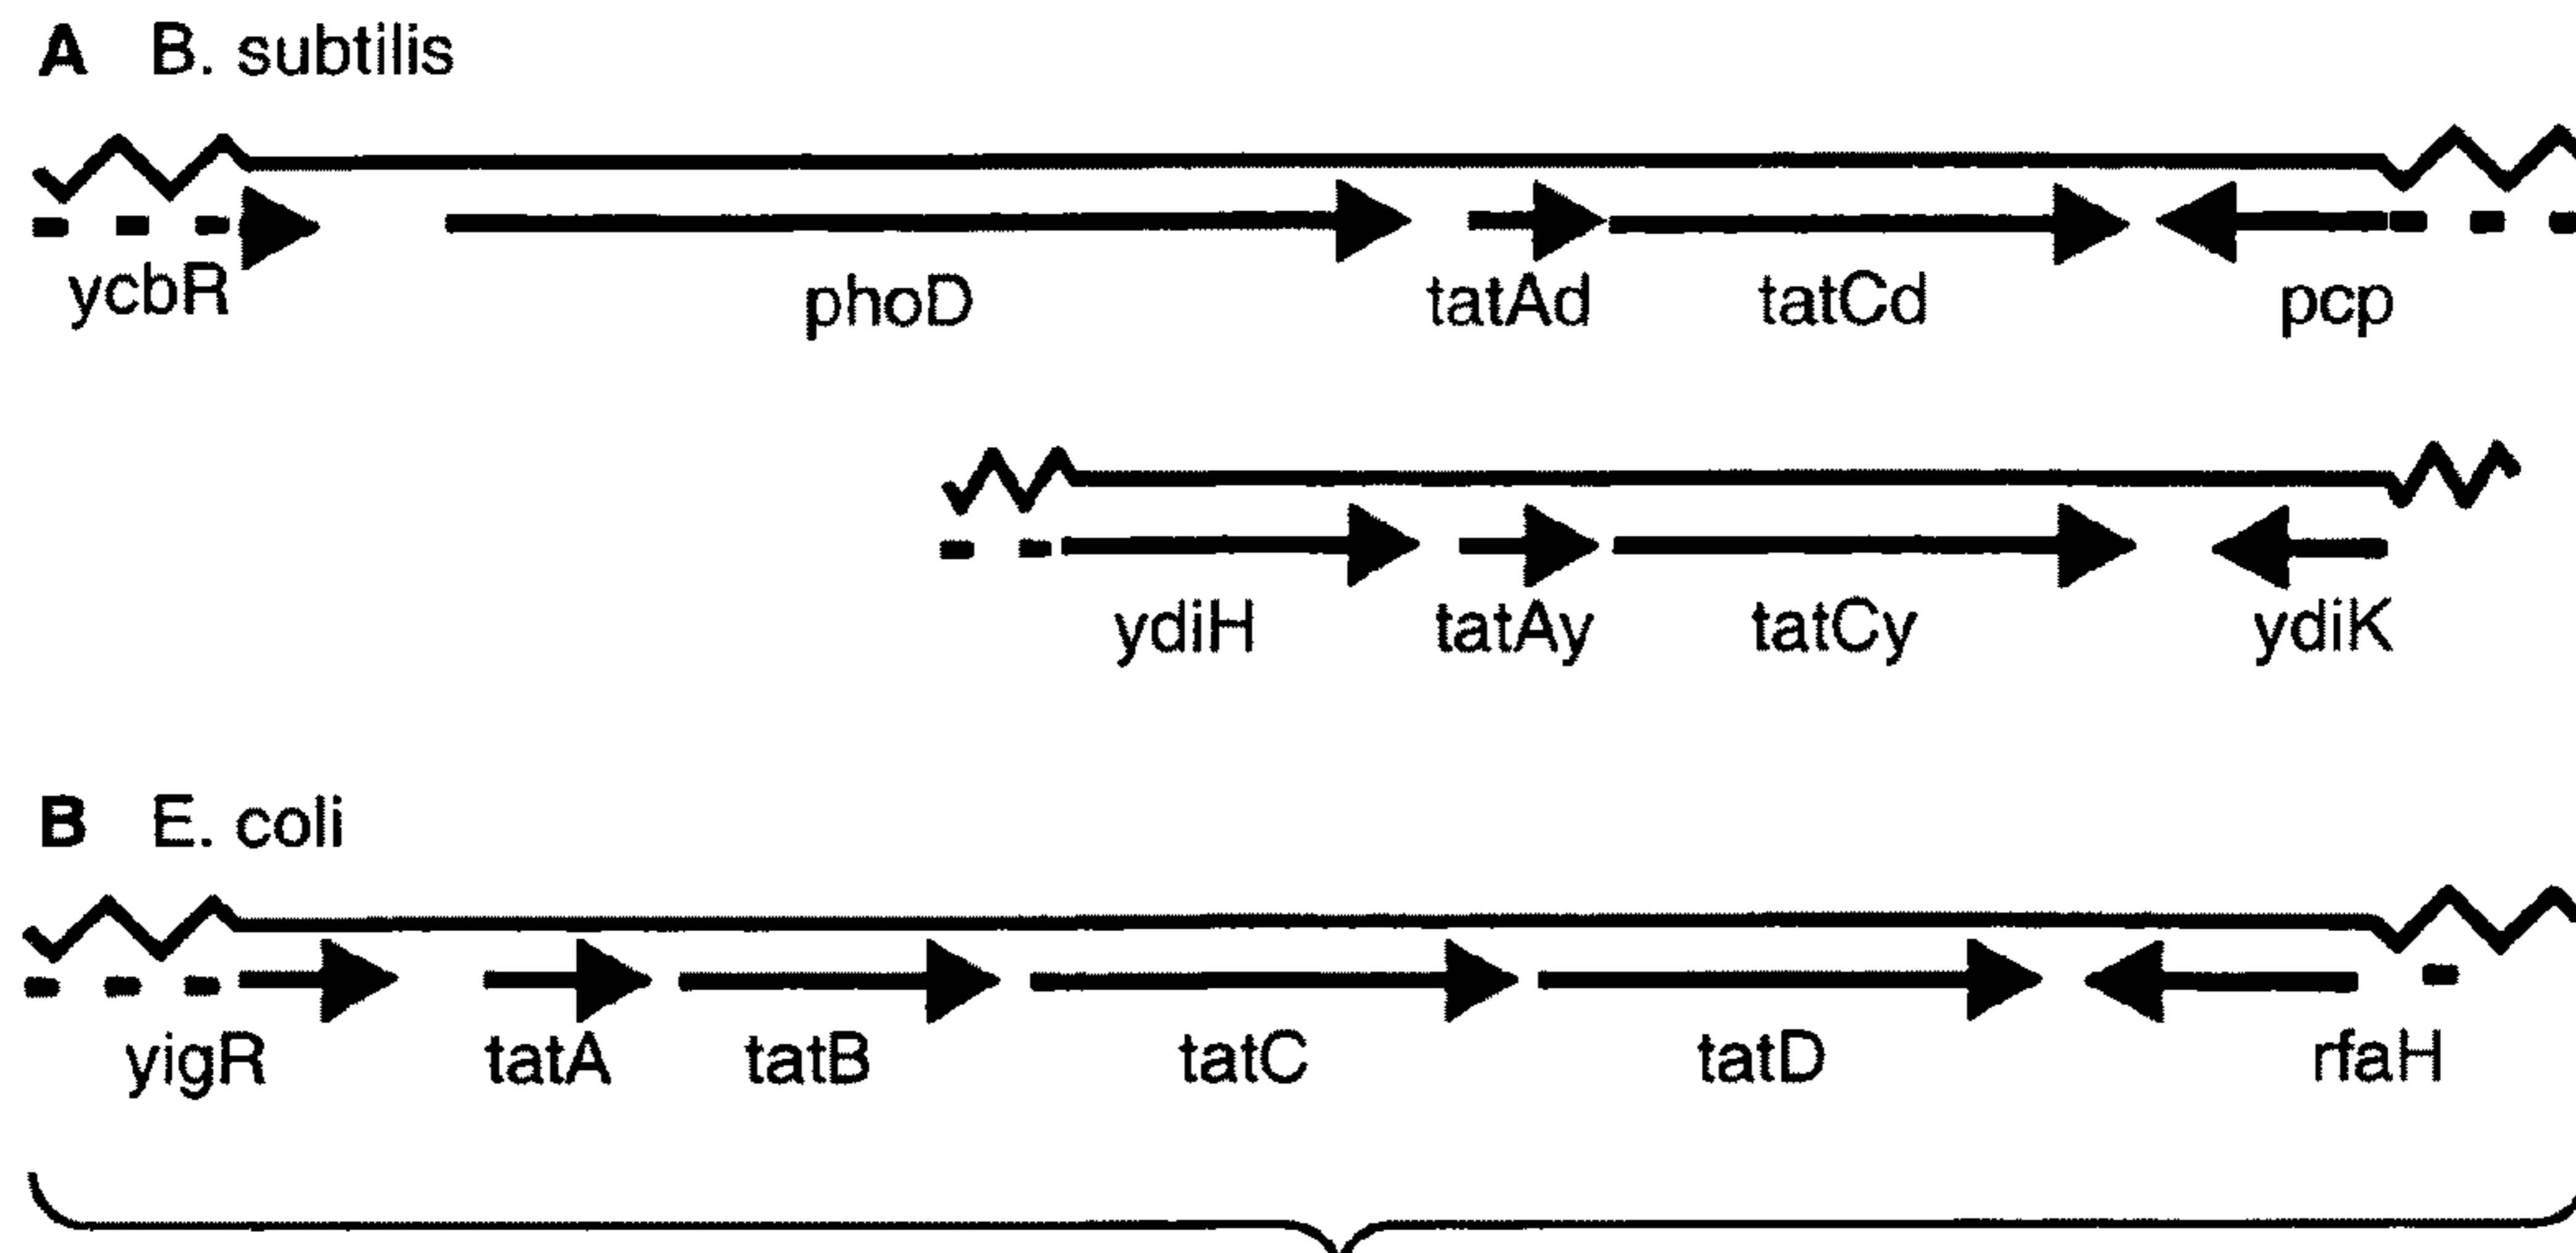 A B. subtilis
ycbR phoD tatAd tatCd pcp
ydiH tatAy tatCy ydiK
B E. coli
yigR tatA tatB tatC tatD rfaH